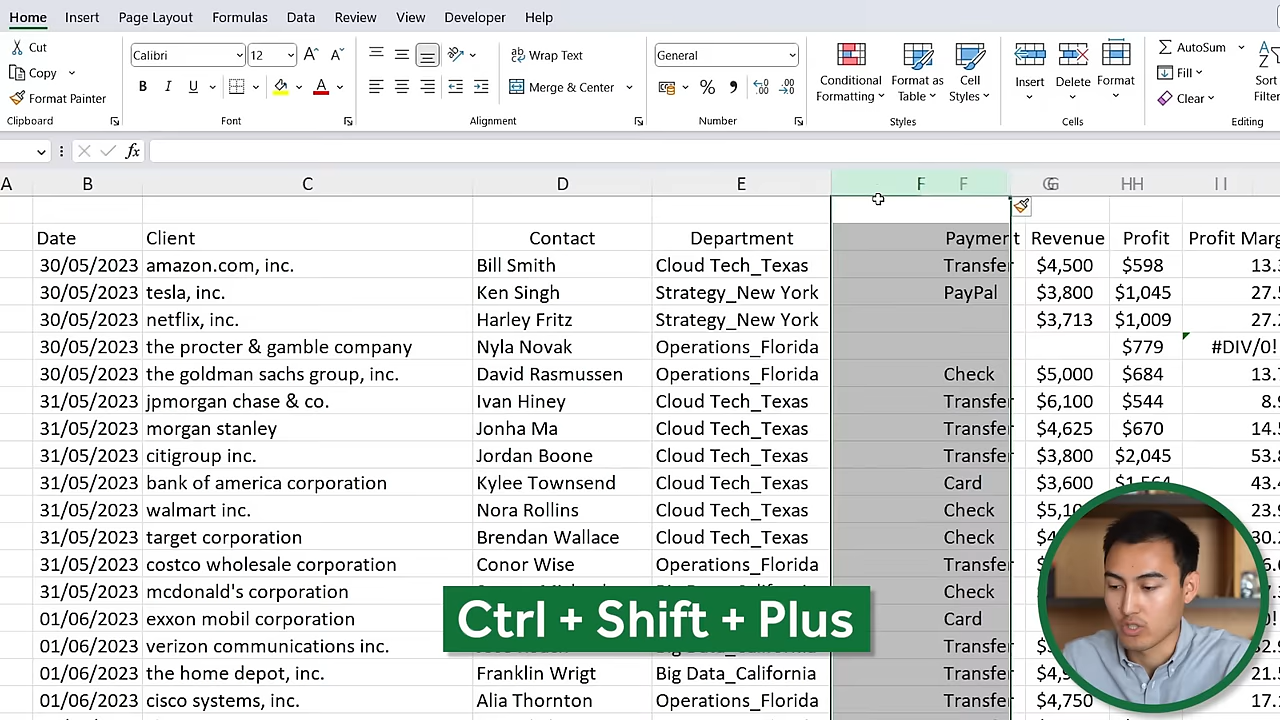 Home Insert Page Layout Formulas Data Review View Developer Help
Cut
Copy
Format Painter
Clipboard
Calibri 12
B I U
Font
Wrap Text
Merge & Center
Alignment
General
Number
Conditional Formatting
Format as Table
Cell Styles
Styles
Insert Delete Format
Cells
AutoSum
Fill
Clear
Sort
Filter
Editing
fx
A B C D E F F G G H H I I
Date Client Contact Department Payment Revenue Profit Profit Marg
30/05/2023 amazon.com, inc. Bill Smith Cloud Tech_Texas Transfer $4,500 $598 13.
30/05/2023 tesla, inc. Ken Singh Strategy_New York PayPal $3,800 $1,045 27.
30/05/2023 netflix, inc. Harley Fritz Strategy_New York $3,713 $1,009 27.
30/05/2023 the procter & gamble company Nyla Novak Operations_Florida $779 #DIV/0!
30/05/2023 the goldman sachs group, inc. David Rasmussen Operations_Florida Check $5,000 $684 13.
31/05/2023 jpmorgan chase & co. Ivan Hiney Cloud Tech_Texas Transfer $6,100 $544 8.
31/05/2023 morgan stanley Jonha Ma Cloud Tech_Texas Transfer $4,625 $670 14.
31/05/2023 citigroup inc. Jordan Boone Cloud Tech_Texas Transfer $3,800 $2,045 53.
31/05/2023 bank of america corporation Kylee Townsend Cloud Tech_Texas Card $3,600 $1,564 43.
31/05/2023 walmart inc. Nora Rollins Cloud Tech_Texas Check 23.
31/05/2023 target corporation Brendan Wallace Cloud Tech_Texas Check
31/05/2023 costco wholesale corporation Conor Wise Operations_Florida Transfer
31/05/2023 mcdonald's corporation Check
01/06/2023 exxon mobil corporation Card
Ctrl + Shift + Plus
01/06/2023 verizon communications inc. Transfer
01/06/2023 the home depot, inc. Franklin Wrigt Big Data_California Transfer 21.
01/06/2023 cisco systems, inc. Alia Thornton Operations_Florida Transfer $4,750 17.